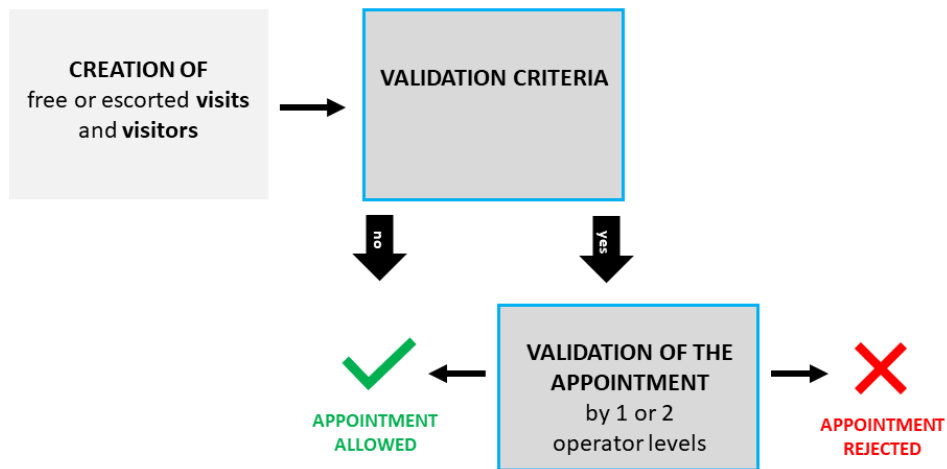 CREATION OF
free or escorted visits
and visitors
VALIDATION CRITERIA
no
yes
VALIDATION OF THE
APPOINTMENT
by 1 or 2
operator levels
APPOINTMENT
ALLOWED
APPOINTMENT
REJECTED